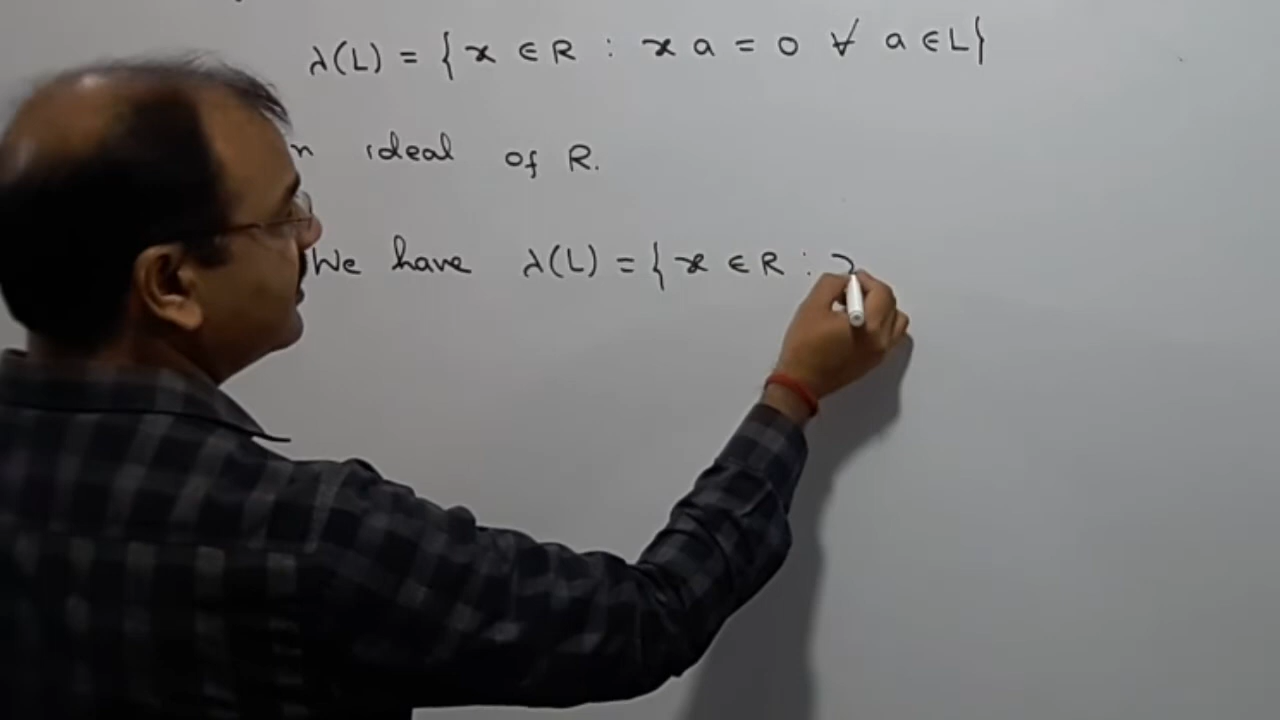 λ(L) = { x ∈ R : x a = 0 ∀ a ∈ L}
ideal of R.
We have λ(L) = { x ∈ R :